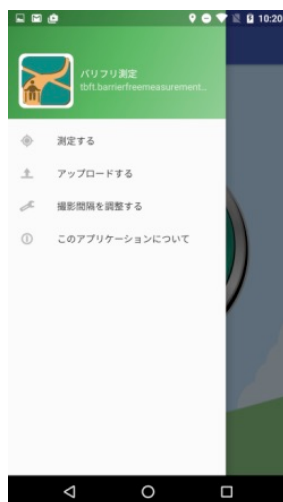 10:20
バリフリ測定
tbft.barrierfreemeasurement...
測定する
アップロードする
撮影間隔を調整する
このアプリケーションについて